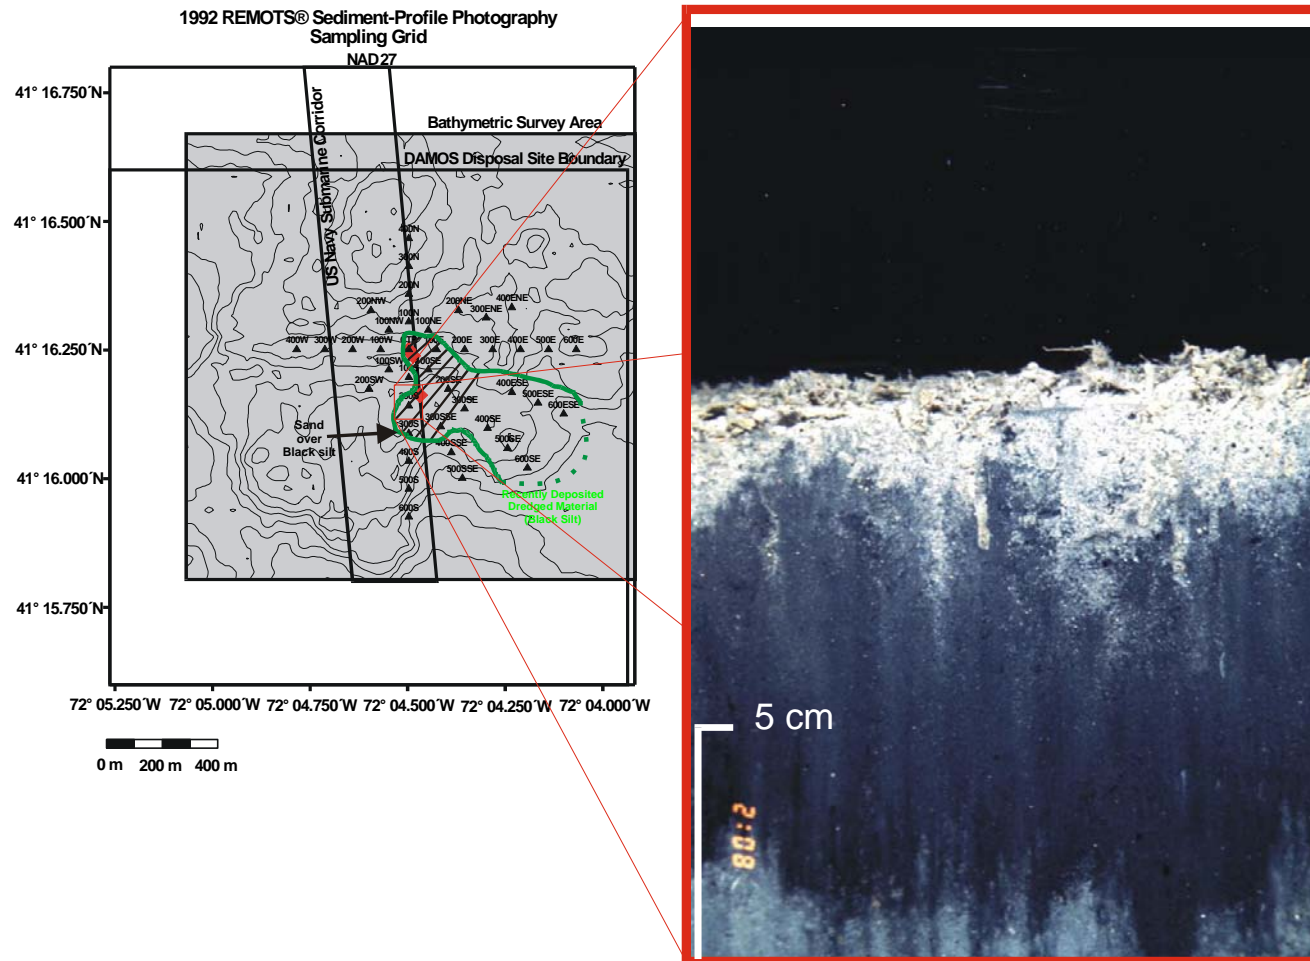 1992 REMOTS® Sediment-Profile Photography
Sampling Grid
NAD 27
41° 16.750´N
Bathymetric Survey Area
DAMOS Disposal Site Boundary
US Navy Submarine Corridor
41° 16.500´N
400N
300N
200N
200NW
200NE
400ENE
100N
300ENE
100NW
100NE
41° 16.250´N
400W
300W
200W
100W
200E
300E
400E
500E
600E
100SW
100SE
200SW
200SE
400ESE
300SE
500ESE
600ESE
Sand
over
Black silt
300S
300SSE
400SE
400S
400SSE
500SE
41° 16.000´N
500S
500SSE
600SE
Recently Deposited
Dredged Material
(Black Silt)
600S
41° 15.750´N
72° 05.250´W
72° 05.000´W
72° 04.750´W
72° 04.500´W
72° 04.250´W
72° 04.000´W
0 m
200 m
400 m
5 cm
2:08